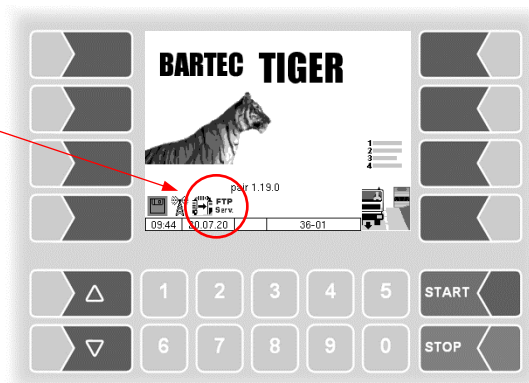 BARTEC TIGER
1
2
3
4
pair 1.19.0
FTP
Serv.
09:44 20.07.20 36-01
1 2 3 4 5 START
6 7 8 9 0 STOP